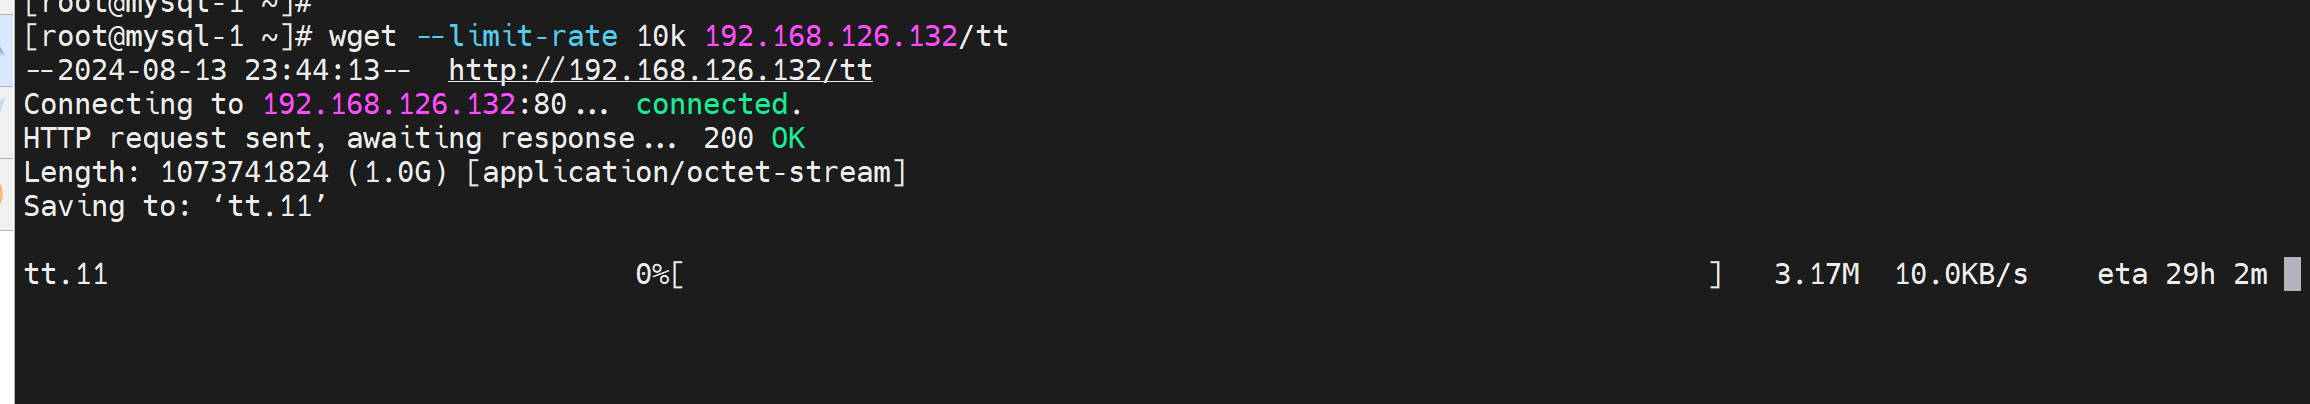 [root@mysql-1 ~]#
[root@mysql-1 ~]# wget --limit-rate 10k 192.168.126.132/tt
--2024-08-13 23:44:13--  http://192.168.126.132/tt
Connecting to 192.168.126.132:80... connected.
HTTP request sent, awaiting response... 200 OK
Length: 1073741824 (1.0G) [application/octet-stream]
Saving to: ‘tt.11’
tt.11 0%[ ] 3.17M 10.0KB/s eta 29h 2m